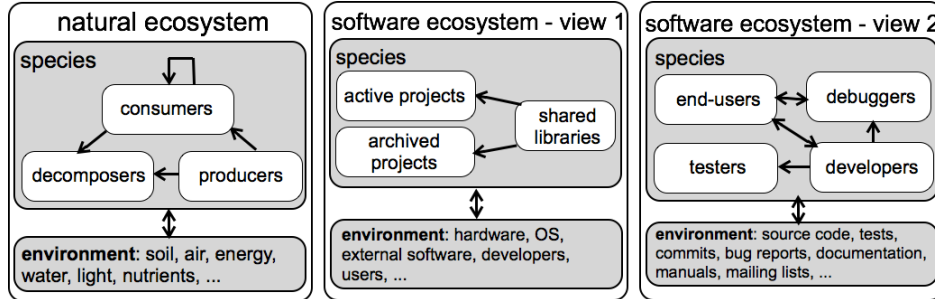 natural ecosystem
species
consumers
decomposers
producers
environment: soil, air, energy,
water, light, nutrients, ...
software ecosystem - view 1
species
active projects
shared
libraries
archived
projects
environment: hardware, OS,
external software, developers,
users, ...
software ecosystem - view 2
species
end-users
debuggers
testers
developers
environment: source code, tests,
commits, bug reports, documentation,
manuals, mailing lists, ...